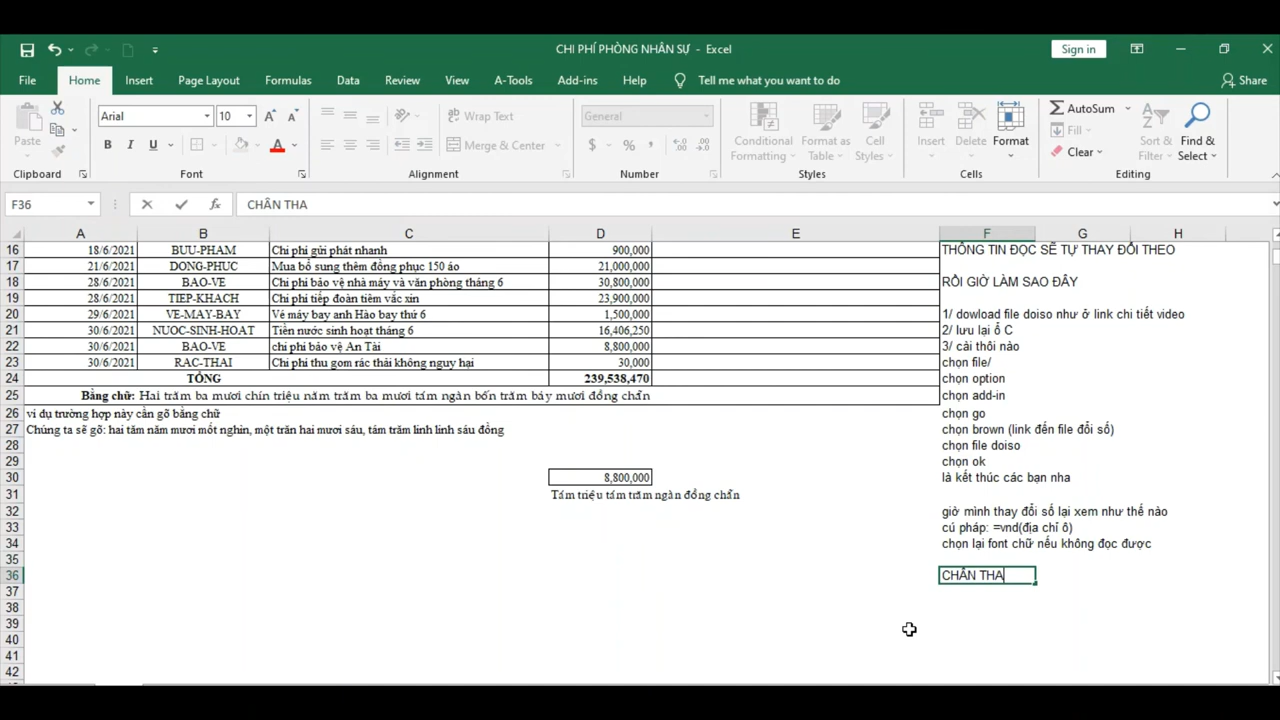 CHI PHÍ PHÒNG NHÂN SỰ - Excel
Sign in
File Home Insert Page Layout Formulas Data Review View A-Tools Add-ins Help Tell me what you want to do Share
Paste
Clipboard
Arial 10
B I U A
Font
Wrap Text
Merge & Center
Alignment
General
$ % ,
Number
Conditional Formatting
Format as Table
Cell Styles
Styles
Insert Delete Format
Cells
AutoSum
Fill
Clear
Sort & Filter
Find & Select
Editing
F36 fx CHÂN THA
A B C D E F G H
16 18/6/2021 BUU-PHAM Chi phí gửi phát nhanh 900,000 THÔNG TIN ĐỌC SẼ TỰ THAY ĐỔI THEO
17 21/6/2021 DONG-PHUC Mua bổ sung thêm đồng phục 150 áo 21,000,000
18 28/6/2021 BAO-VE Chi phí bảo vệ nhà máy và văn phòng tháng 6 30,800,000 RỒI GIỜ LÀM SAO ĐÂY
19 28/6/2021 TIEP-KHACH Chi phí tiếp đoàn tiêm vắc xin 23,900,000
20 29/6/2021 VE-MAY-BAY Vé máy bay anh Hào bay thứ 6 1,500,000 1/ dowload file doiso như ở link chi tiết video
21 30/6/2021 NUOC-SINH-HOAT Tiền nước sinh hoạt tháng 6 16,406,250 2/ lưu lại ổ C
22 30/6/2021 BAO-VE chi phí bảo vệ An Tài 8,800,000 3/ cài thôi nào
23 30/6/2021 RAC-THAI Chi phí thu gom rác thải không nguy hại 30,000 chọn file/
24 TỔNG 239,538,470 chọn option
25 Bằng chữ: Hai trăm ba mươi chín triệu năm trăm ba mươi tám ngàn bốn trăm bảy mươi đồng chẵn chọn add-in
26 ví dụ trường hợp này cần gõ bằng chữ chọn go
27 Chúng ta sẽ gõ: hai tăm năm mươi mốt nghìn, một trăn hai mươi sáu, tám trăm linh linh sáu đồng chọn brown (link đến file đổi số)
28 chọn file doiso
29 chọn ok
30 8,800,000 là kết thúc các bạn nha
31 Tám triệu tám trăm ngàn đồng chẵn
32 giờ mình thay đổi số lại xem như thế nào
33 cú pháp: =vnd(địa chỉ ô)
34 chọn lại font chữ nếu không đọc được
35
36 CHÂN THA
37
38
39
40
41
42